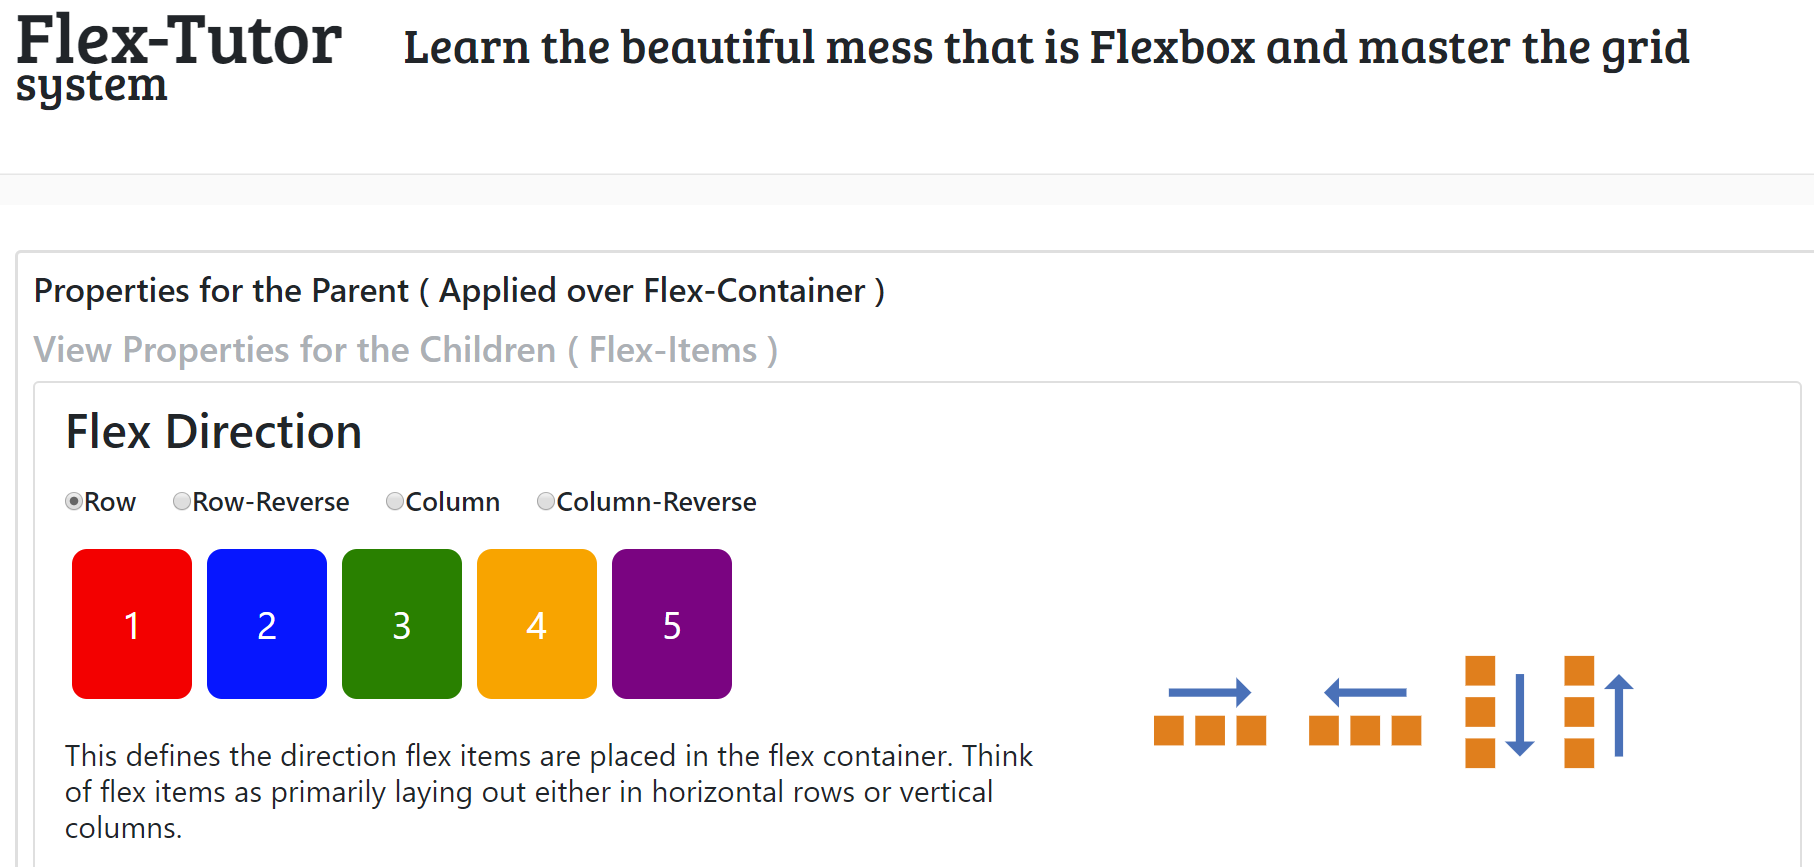 Flex-Tutor Learn the beautiful mess that is Flexbox and master the grid
system
Properties for the Parent ( Applied over Flex-Container )
View Properties for the Children ( Flex-Items )
Flex Direction
Row Row-Reverse Column Column-Reverse
1 2 3 4 5
This defines the direction flex items are placed in the flex container. Think
of flex items as primarily laying out either in horizontal rows or vertical
columns.